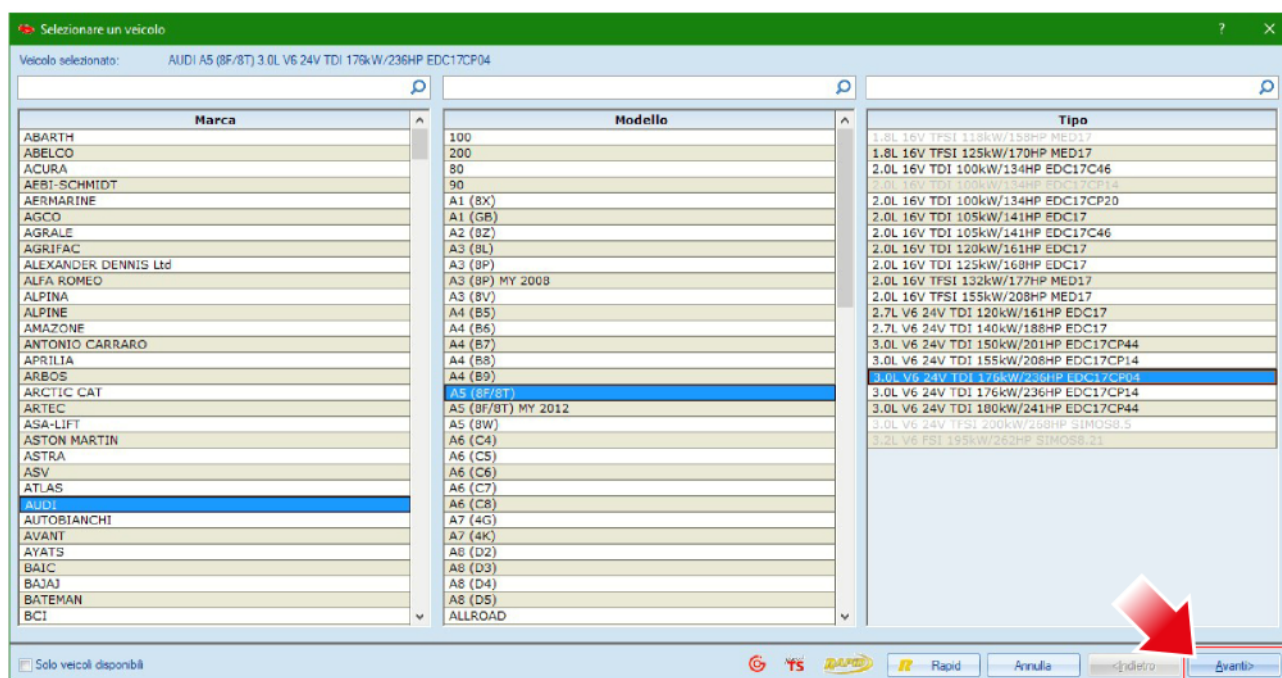 Selezionare un veicolo
? ×
Veicolo selezionato: AUDI A5 (8F/8T) 3.0L V6 24V TDI 176kW/236HP EDC17CP04
Marca
ABARTH
ABELCO
ACURA
AEBI-SCHMIDT
AERMARINE
AGCO
AGRALE
AGRIFAC
ALEXANDER DENNIS Ltd
ALFA ROMEO
ALPINA
ALPINE
AMAZONE
ANTONIO CARRARO
APRILIA
ARBOS
ARCTIC CAT
ARTEC
ASA-LIFT
ASTON MARTIN
ASTRA
ASV
ATLAS
AUDI
AUTOBIANCHI
AVANT
AYATS
BAIC
BAJAJ
BATEMAN
BCI
Modello
100
200
80
90
A1 (8X)
A1 (GB)
A2 (8Z)
A3 (8L)
A3 (8P)
A3 (8P) MY 2008
A3 (8V)
A4 (B5)
A4 (B6)
A4 (B7)
A4 (B8)
A4 (B9)
A5 (8F/8T)
A5 (8F/8T) MY 2012
A5 (8W)
A6 (C4)
A6 (C5)
A6 (C6)
A6 (C7)
A6 (C8)
A7 (4G)
A7 (4K)
A8 (D2)
A8 (D3)
A8 (D4)
A8 (D5)
ALLROAD
Tipo
1.8L 16V TFSI 118kW/158HP MED17
1.8L 16V TFSI 125kW/170HP MED17
2.0L 16V TDI 100kW/134HP EDC17C46
2.0L 16V TDI 100kW/134HP EDC17CP14
2.0L 16V TDI 100kW/134HP EDC17CP20
2.0L 16V TDI 105kW/141HP EDC17
2.0L 16V TDI 105kW/141HP EDC17C46
2.0L 16V TDI 120kW/161HP EDC17
2.0L 16V TDI 125kW/168HP EDC17
2.0L 16V TFSI 132kW/177HP MED17
2.0L 16V TFSI 155kW/208HP MED17
2.7L V6 24V TDI 120kW/161HP EDC17
2.7L V6 24V TDI 140kW/188HP EDC17
3.0L V6 24V TDI 150kW/201HP EDC17CP44
3.0L V6 24V TDI 155kW/208HP EDC17CP14
3.0L V6 24V TDI 176kW/236HP EDC17CP04
3.0L V6 24V TDI 176kW/236HP EDC17CP14
3.0L V6 24V TDI 180kW/241HP EDC17CP44
3.0L V6 24V TFSI 200kW/268HP SIMOS8.5
3.2L V6 FSI 195kW/262HP SIMOS8.21
Solo veicoli disponibili
R Rapid Annulla <Indietro Avanti>